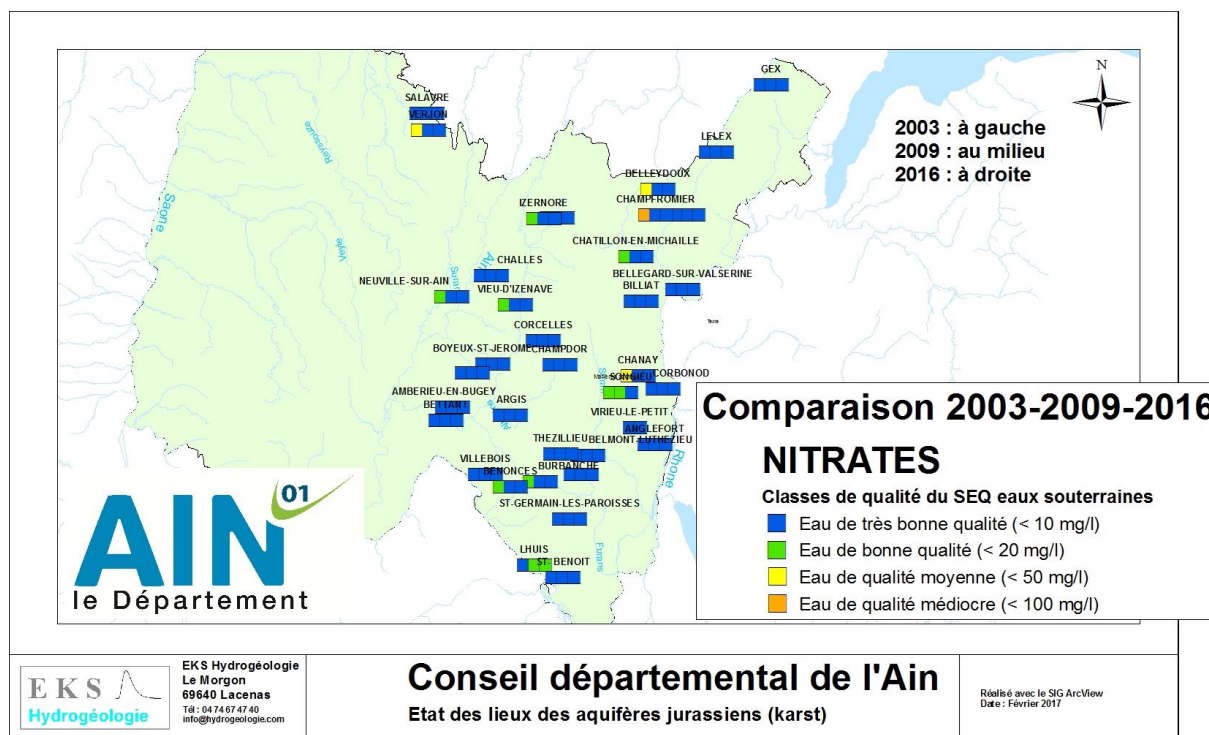 GEX
N
SALAVRE
VERJON
Reyssouze
LELEX
2003 : à gauche
2009 : au milieu
2016 : à droite
BELLEYDOUX
CHAMPFROMIER
IZERNORE
Saone
Veyle
CHATILLON-EN-MICHAILLE
CHALLES
Ain
Suran
BELLEGARD-SUR-VALSERINE
NEUVILLE-SUR-AIN
VIEU-D'IZENAVE
BILLIAT
CORCELLES
BOYEUX-ST-JEROME
CHAMPDOR
CHANAY
SONGIEU
CORBONOD
AMBERIEU-EN-BUGEY
BETTANT
ARGIS
VIRIEU-LE-PETIT
ANGLEFORT
THEZILLIEU
BELMONT-LUTHEZIEU
Rhone
VILLEBOIS
BENONCES
BURBANCHE
ST-GERMAIN-LES-PAROISSES
Furans
LHUIS
ST- BENOIT
Comparaison 2003-2009-2016
NITRATES
Classes de qualité du SEQ eaux souterraines
Eau de très bonne qualité (< 10 mg/l)
Eau de bonne qualité (< 20 mg/l)
Eau de qualité moyenne (< 50 mg/l)
Eau de qualité médiocre (< 100 mg/l)
AIN 01
le Département
EKS
Hydrogéologie
EKS Hydrogéologie
Le Morgon
69640 Lacenas
Tél : 04 74 67 47 40
info@hydrogeologie.com
Conseil départemental de l'Ain
Etat des lieux des aquifères jurassiens (karst)
Réalisé avec le SIG ArcView
Date : Février 2017